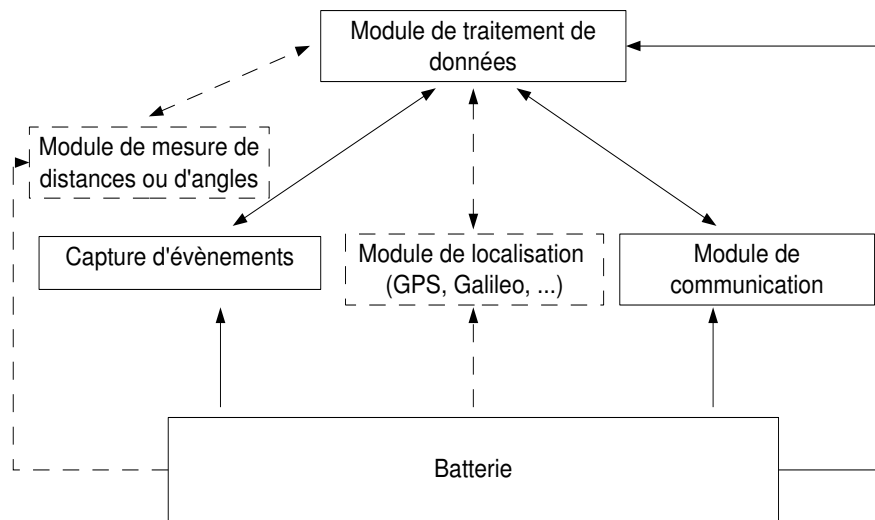 Module de traitement de
données
Module de mesure de
distances ou d'angles
Capture d'évènements
Module de localisation
(GPS, Galileo, ...)
Module de
communication
Batterie